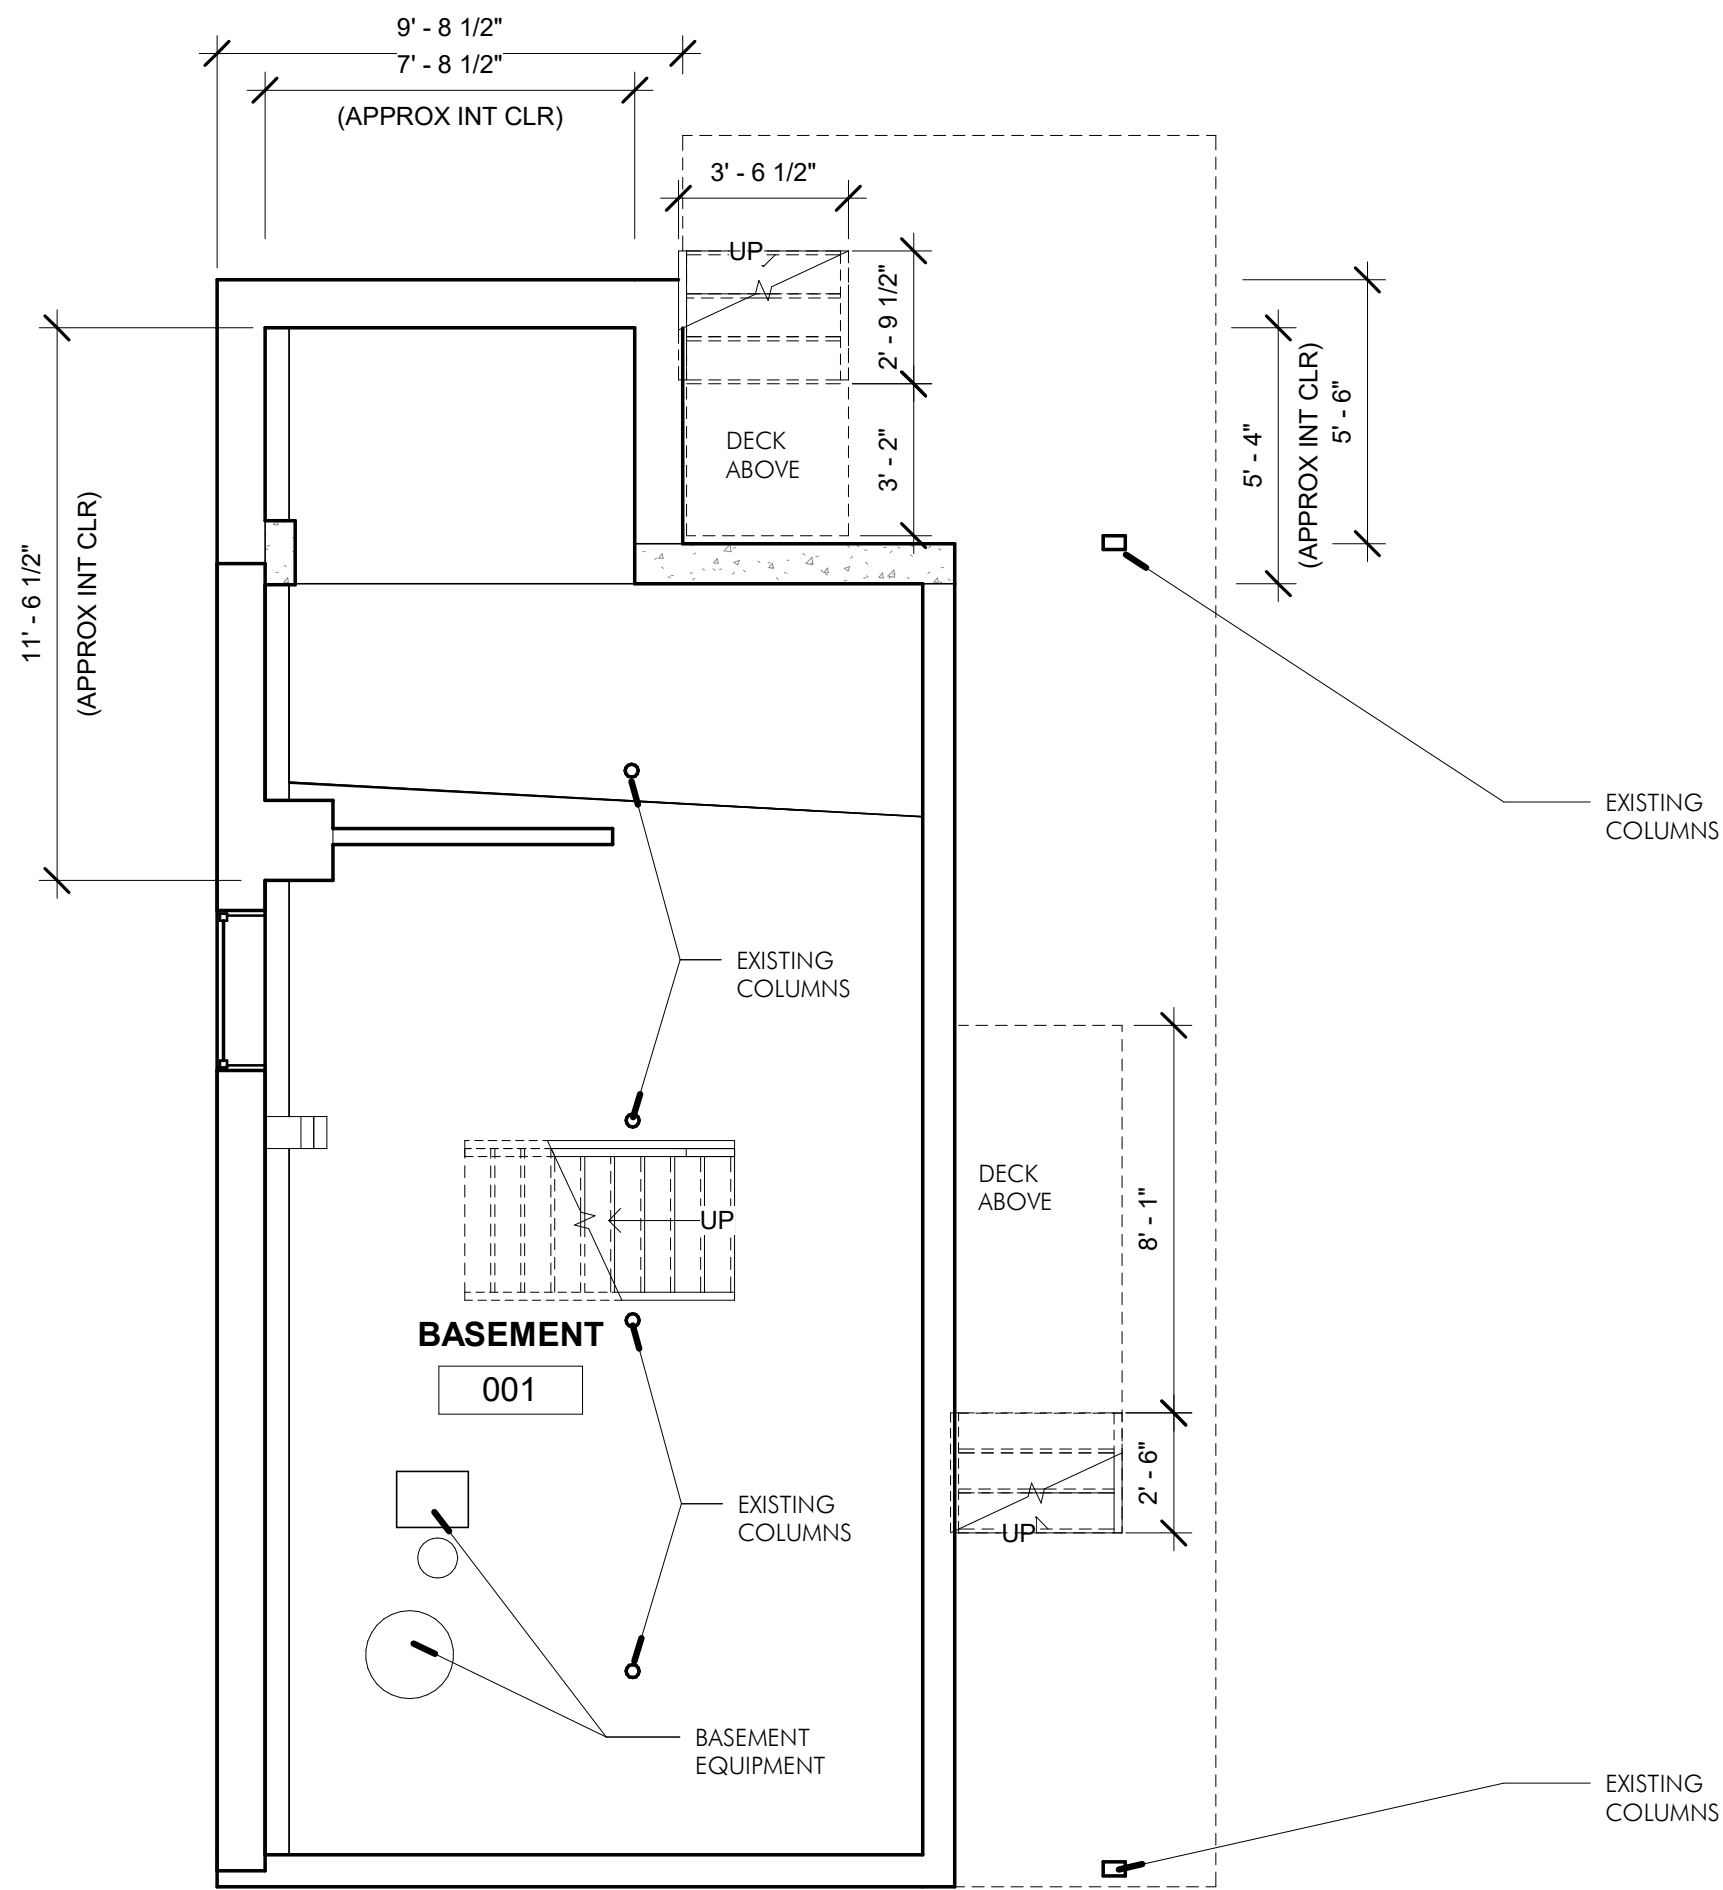 9' - 8 1/2"
7' - 8 1/2"
(APPROX INT CLR)
3' - 6 1/2"
UP
2' - 9 1/2"
DECK
ABOVE
3' - 2"
5' - 4"
(APPROX INT CLR)
5' - 6"
11' - 6 1/2"
(APPROX INT CLR)
EXISTING
COLUMNS
EXISTING
COLUMNS
DECK
ABOVE
8' - 1"
UP
BASEMENT
001
2' - 6"
UP
EXISTING
COLUMNS
BASEMENT
EQUIPMENT
EXISTING
COLUMNS